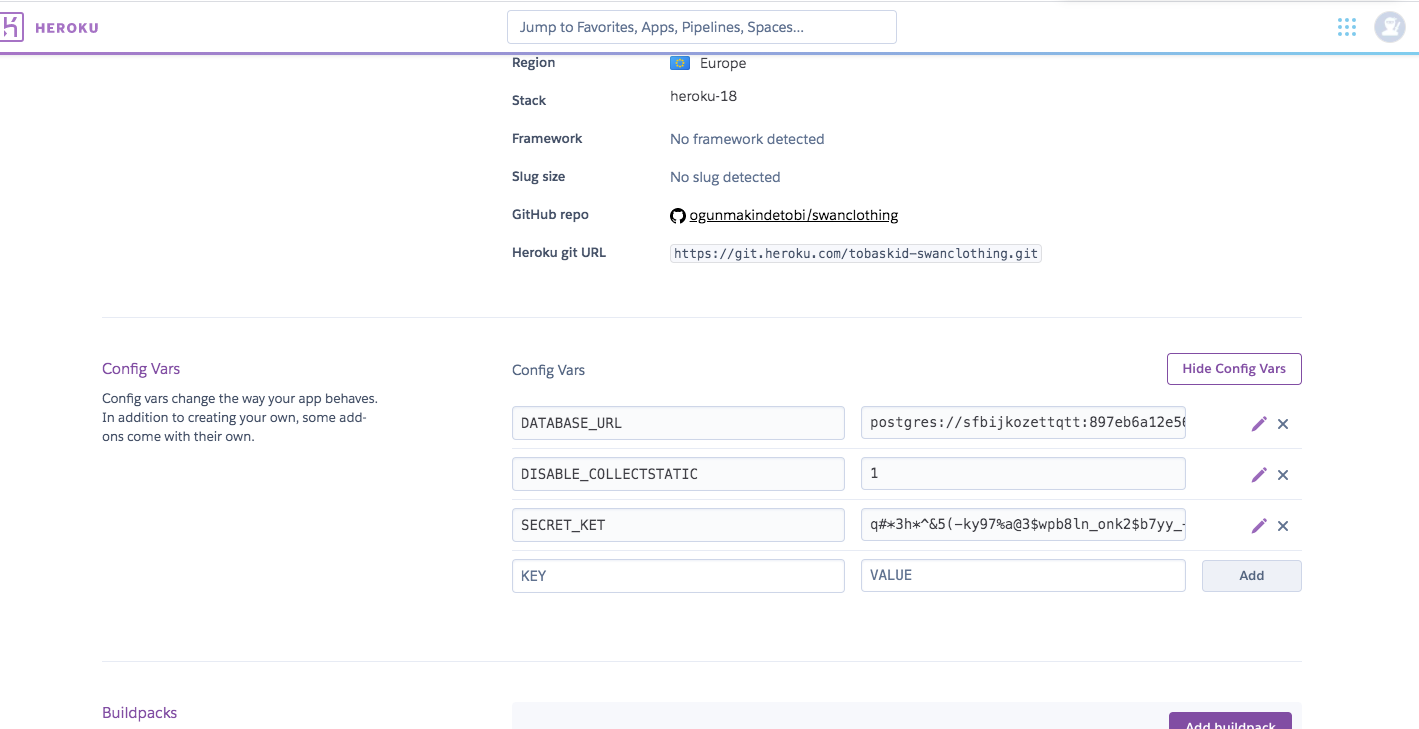 HEROKU
Jump to Favorites, Apps, Pipelines, Spaces...
Region Europe
Stack heroku-18
Framework No framework detected
Slug size No slug detected
GitHub repo ogunmakindetobi/swanclothing
Heroku git URL https://git.heroku.com/tobaskid-swanclothing.git
Config Vars
Config vars change the way your app behaves.
In addition to creating your own, some add-
ons come with their own.
Config Vars Hide Config Vars
DATABASE_URL postgres://sfbijkozettqtt:897eb6a12e56
DISABLE_COLLECTSTATIC 1
SECRET_KET q#*3h*^&5(-ky97%a@3$wpb8ln_onk2$b7yy_-
KEY VALUE Add
Buildpacks
Add buildpack